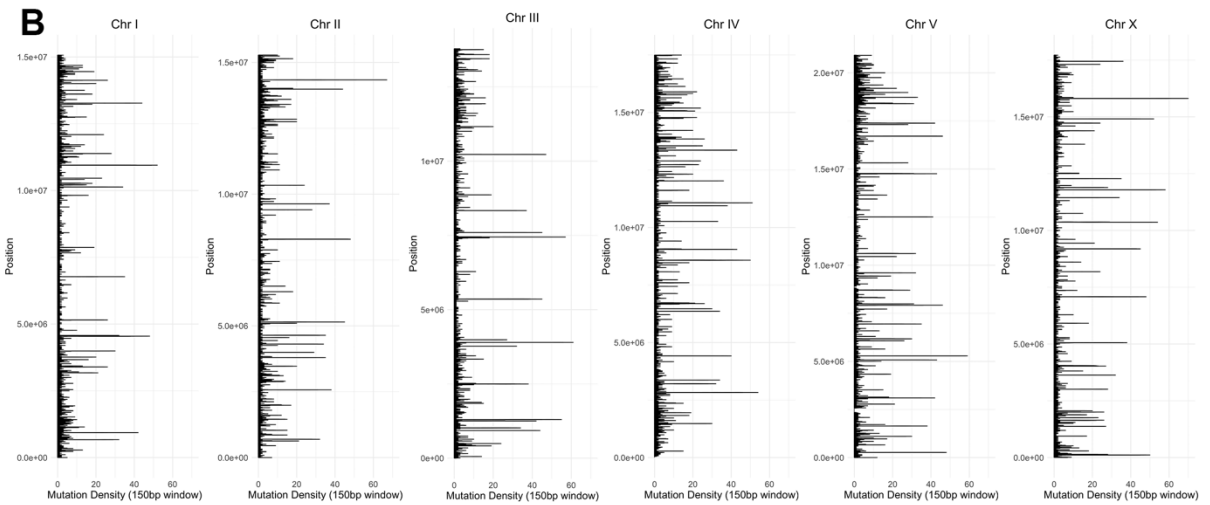 B
Chr I
Chr II
Chr III
Chr IV
Chr V
Chr X
Position
1.5e+07
1.0e+07
5.0e+06
0.0e+00
0 20 40 60
Mutation Density (150bp window)
Position
1.5e+07
1.0e+07
5.0e+06
0.0e+00
0 20 40 60
Mutation Density (150bp window)
Position
1e+07
5e+06
0e+00
0 20 40 60
Mutation Density (150bp window)
Position
1.5e+07
1.0e+07
5.0e+06
0.0e+00
0 20 40 60
Mutation Density (150bp window)
Position
2.0e+07
1.5e+07
1.0e+07
5.0e+06
0.0e+00
0 20 40 60
Mutation Density (150bp window)
Position
1.5e+07
1.0e+07
5.0e+06
0.0e+00
0 20 40 60
Mutation Density (150bp window)